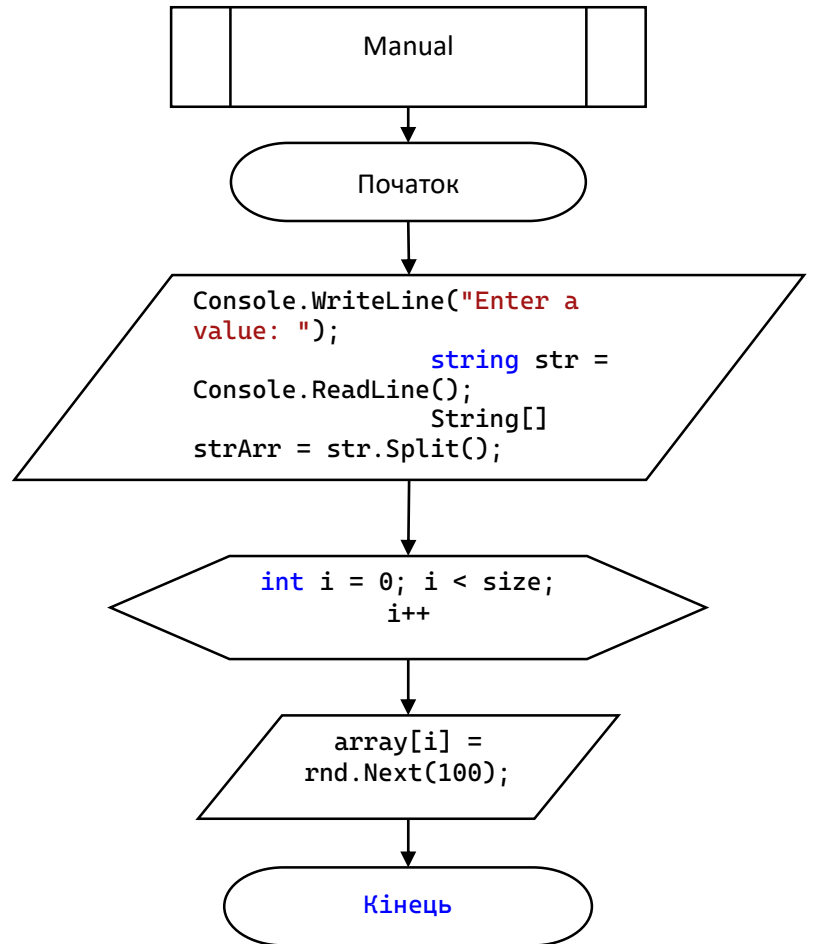 Manual
Початок
Console.WriteLine("Enter a
value: ");
string str =
Console.ReadLine();
String[]
strArr = str.Split();
int i = 0; i < size;
i++
array[i] =
rnd.Next(100);
Кінець